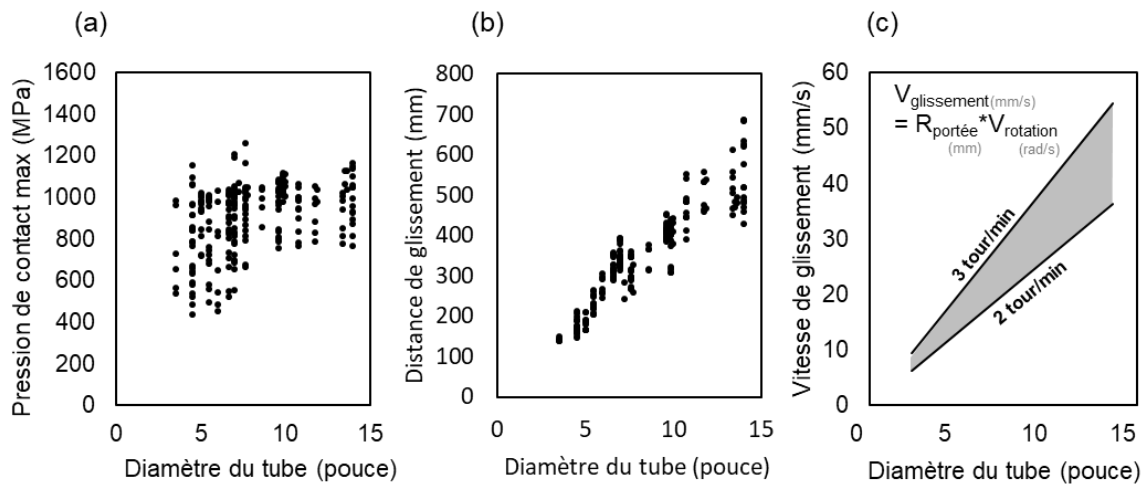 (a)
Pression de contact max (MPa)
1600
1400
1200
1000
800
600
400
200
0
0 5 10 15
Diamètre du tube (pouce)
(b)
Distance de glissement (mm)
800
700
600
500
400
300
200
100
0
0 5 10 15
Diamètre du tube (pouce)
(c)
Vitesse de glissement (mm/s)
60
50
40
30
20
10
0
Vglissement(mm/s)
= Rportée*Vrotation
(mm) (rad/s)
3 tour/min
2 tour/min
0 5 10 15
Diamètre du tube (pouce)